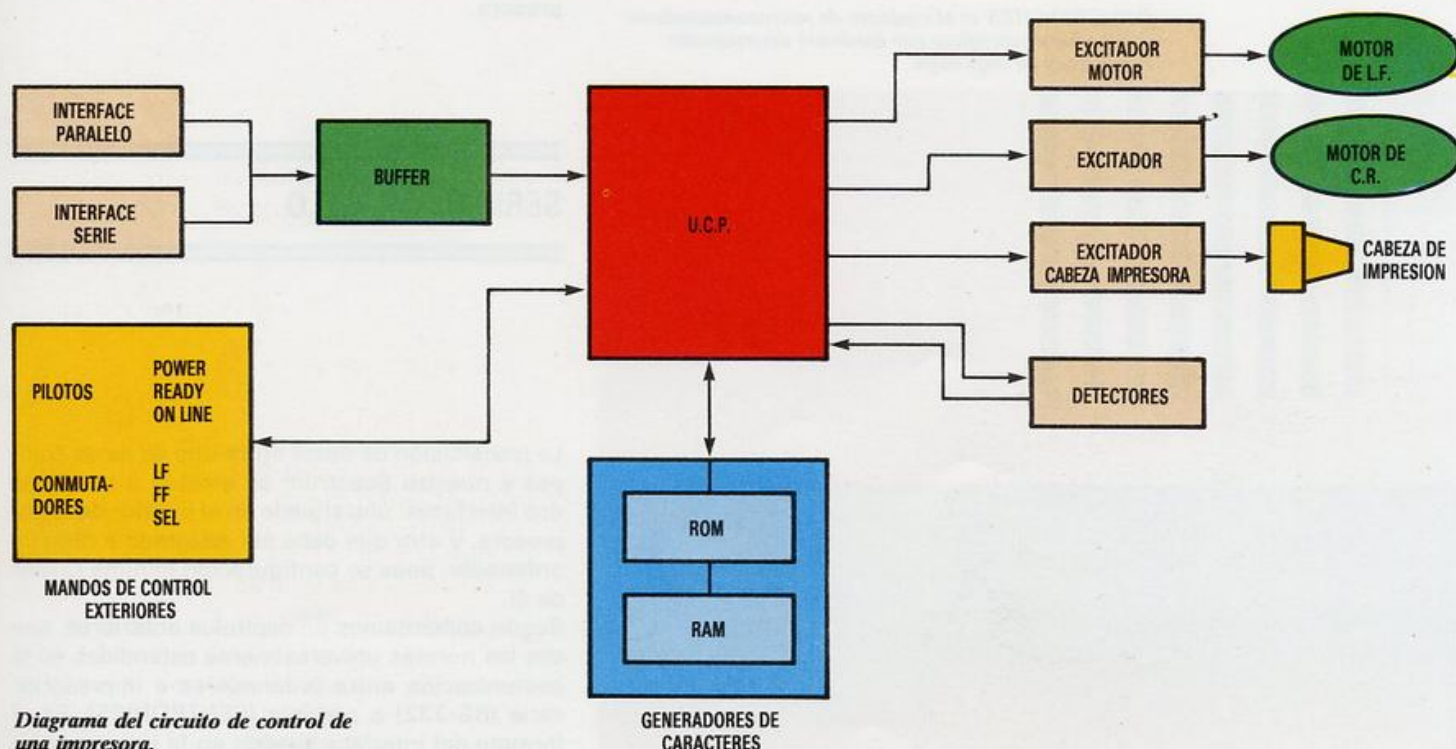 INTERFACE
PARALELO
INTERFACE
SERIE
BUFFER
U.C.P.
EXCITADOR
MOTOR
MOTOR
DE L.F.
EXCITADOR
MOTOR DE
C.R.
EXCITADOR
CABEZA IMPRESORA
CABEZA DE
IMPRESION
DETECTORES
PILOTOS
POWER
READY
ON LINE
CONMUTA-
DORES
LF
FF
SEL
MANDOS DE CONTROL
EXTERIORES
ROM
RAM
GENERADORES DE
CARACTERES
Diagrama del circuito de control de
una impresora.